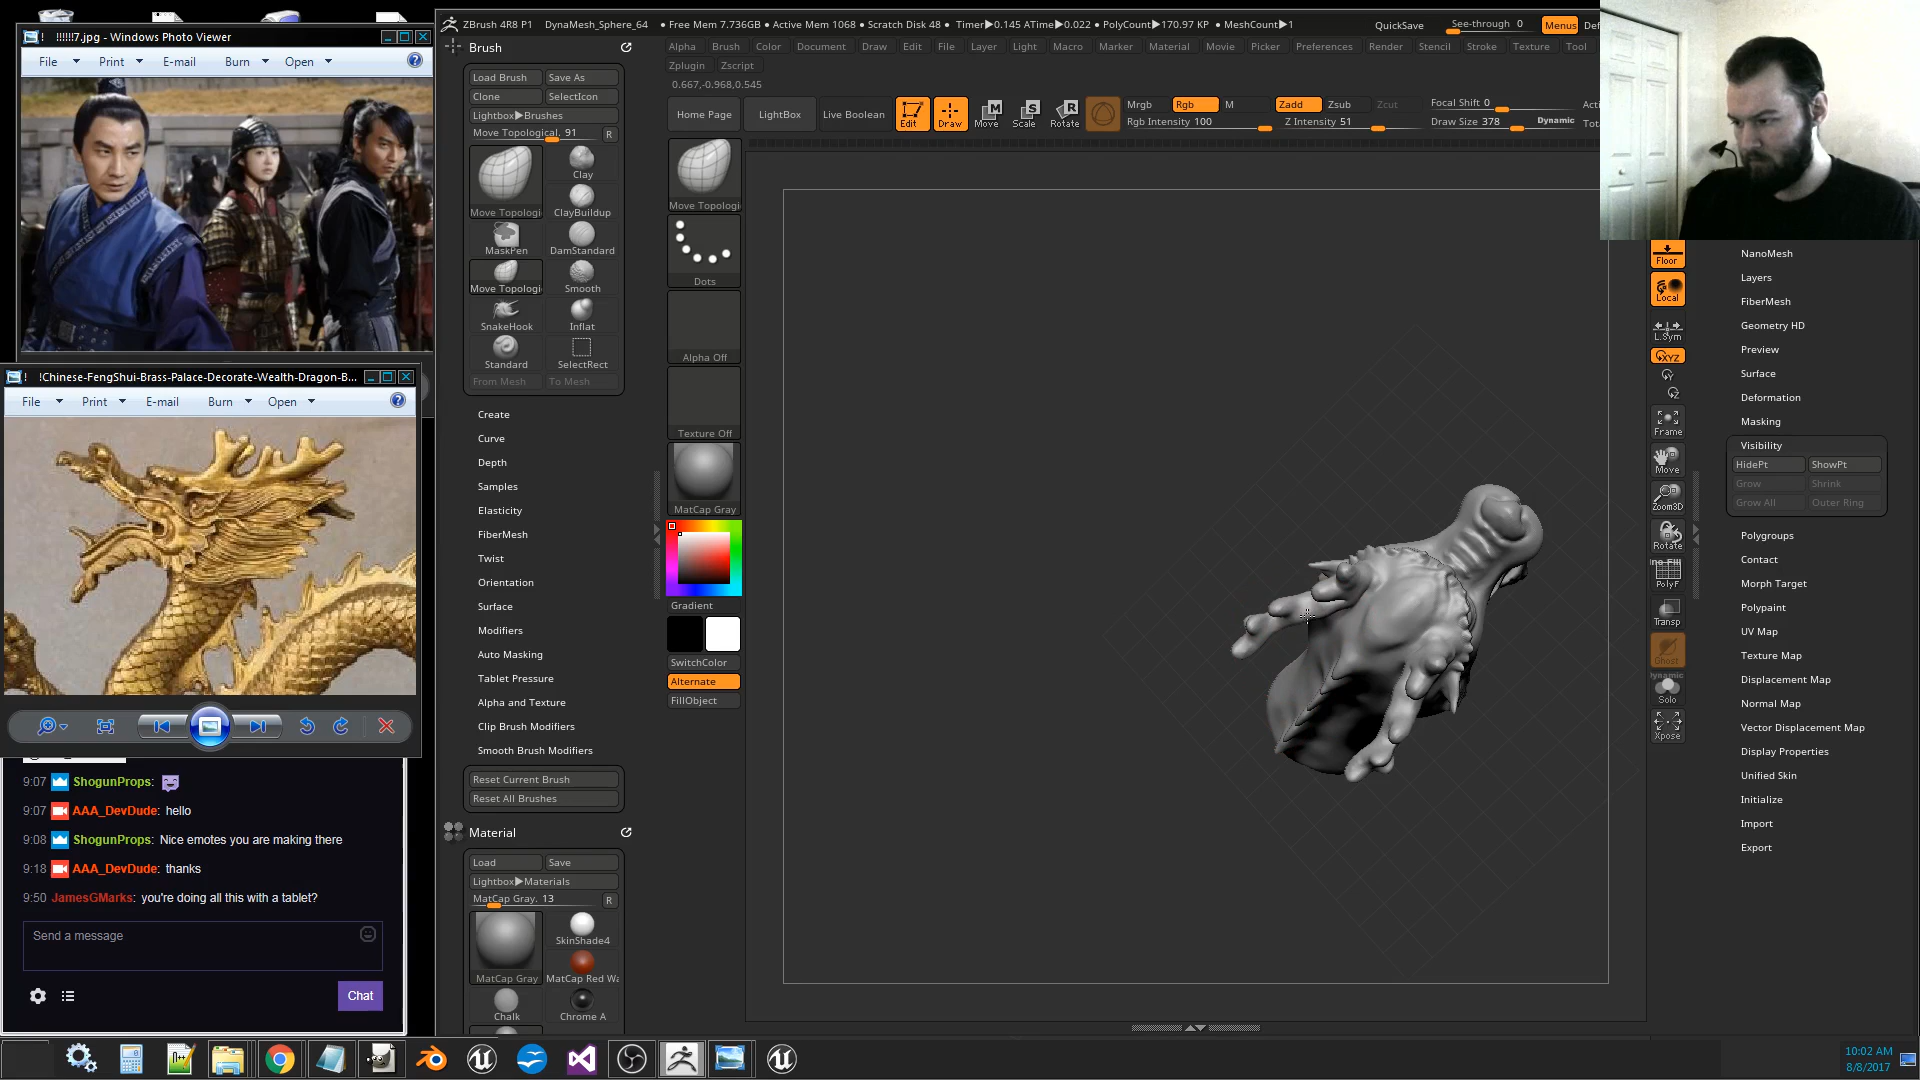 !!!!!!7.jpg - Windows Photo Viewer
File Print E-mail Burn Open
!Chinese-FengShui-Brass-Palace-Decorate-Wealth-Dragon-B...
File Print E-mail Burn Open
9:07 ShogunProps:
9:07 AAA_DevDude: hello
9:08 ShogunProps: Nice emotes you are making there
9:18 AAA_DevDude: thanks
9:50 JamesGMarks: you're doing all this with a tablet?
Send a message
Chat
ZBrush 4R8 P1 DynaMesh_Sphere_64 • Free Mem 7.736GB • Active Mem 1068 • Scratch Disk 48 • Timer▶0.145 ATime▶0.022 • PolyCount▶170.97 KP • MeshCount▶1
QuickSave See-through 0 Menus
Alpha Brush Color Document Draw Edit File Layer Light Macro Marker Material Movie Picker Preferences Render Stencil Stroke Texture Tool
Zplugin Zscript
0.667,-0.968,0.545
Home Page LightBox Live Boolean Edit Draw Move Scale Rotate
Mrgb Rgb M Zadd Zsub Zcut Focal Shift 0
Rgb Intensity 100 Z Intensity 51 Draw Size 378 Dynamic
Brush
Load Brush Save As
Clone SelectIcon
Lightbox▶Brushes
Move Topological. 91 R
Move Topologi Clay
ClayBuildup
MaskPen DamStandard
Move Topologi Smooth
SnakeHook Inflat
Standard SelectRect
From Mesh To Mesh
Create
Curve
Depth
Samples
Elasticity
FiberMesh
Twist
Orientation
Surface
Modifiers
Auto Masking
Tablet Pressure
Alpha and Texture
Clip Brush Modifiers
Smooth Brush Modifiers
Reset Current Brush
Reset All Brushes
Material
Load Save
Lightbox▶Materials
MatCap Gray. 13 R
SkinShade4
MatCap Gray MatCap Red Wa
Chalk Chrome A
Move Topologi
Dots
Alpha Off
Texture Off
MatCap Gray
Gradient
SwitchColor
Alternate
FillObject
Floor
Local
L.Sym
XYZ
Frame
Move
Zoom3D
Rotate
PolyF
Transp
Ghost
Dynamic
Solo
Xpose
NanoMesh
Layers
FiberMesh
Geometry HD
Preview
Surface
Deformation
Masking
Visibility
HidePt ShowPt
Grow Shrink
Grow All Outer Ring
Polygroups
Contact
Morph Target
Polypaint
UV Map
Texture Map
Displacement Map
Normal Map
Vector Displacement Map
Display Properties
Unified Skin
Initialize
Import
Export
10:02 AM
8/8/2017